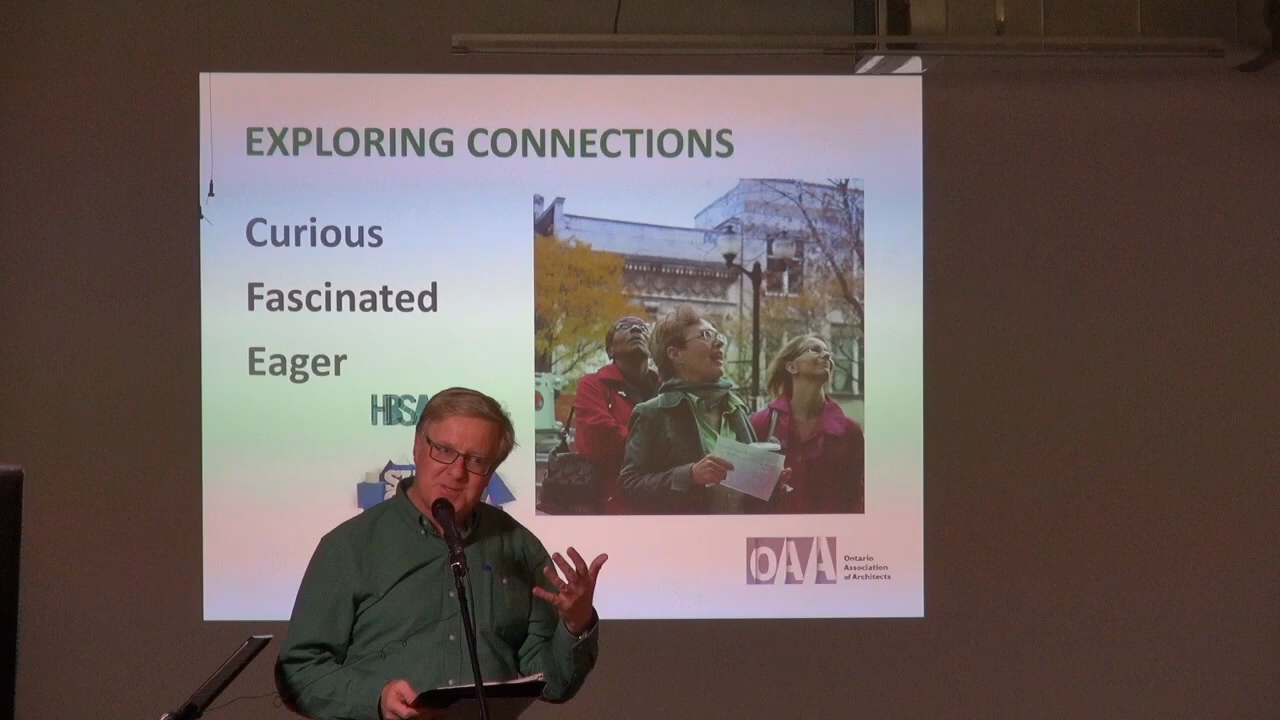 EXPLORING CONNECTIONS
Curious
Fascinated
Eager
HBSA
OAA
Ontario
Association
of Architects